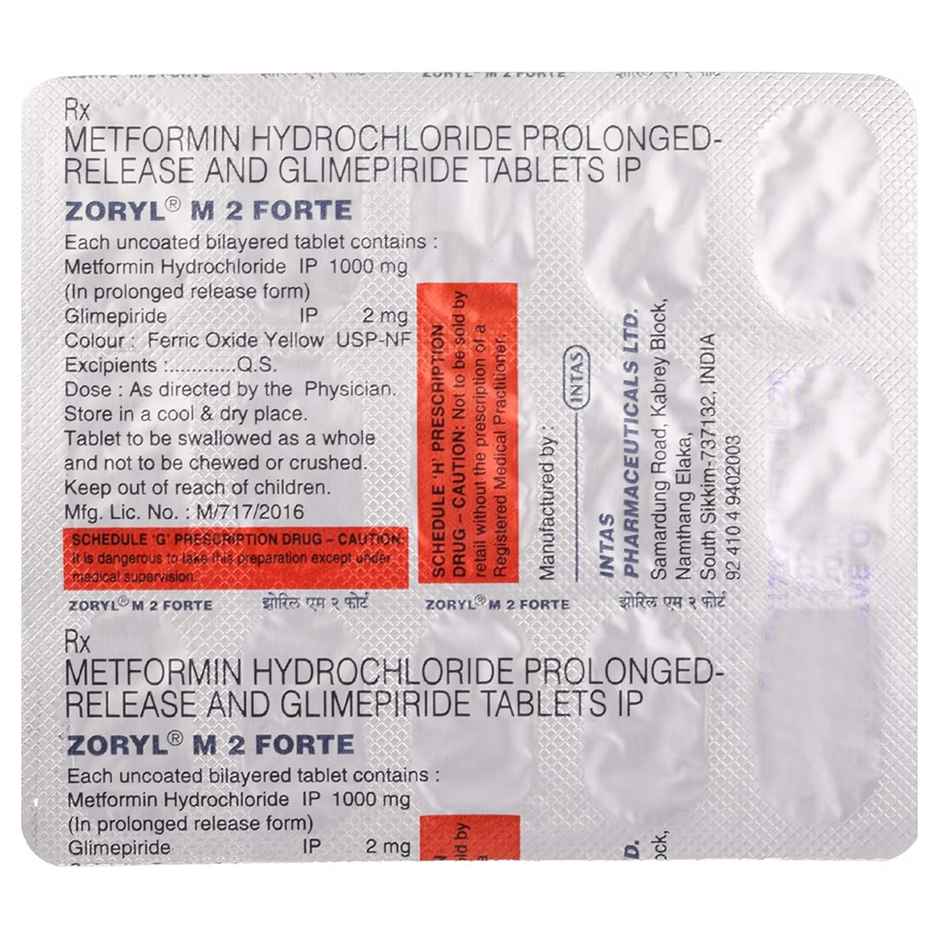 ZORYL® M 2 FORTE झोरिल एम २ फोर्ट ZORYL® M 2 FORTE झोरिल एम २ फोर्ट
Rx
METFORMIN HYDROCHLORIDE PROLONGED-
RELEASE AND GLIMEPIRIDE TABLETS IP
ZORYL® M 2 FORTE
Each uncoated bilayered tablet contains :
Metformin Hydrochloride IP 1000 mg
(In prolonged release form)
Glimepiride IP 2 mg
Colour : Ferric Oxide Yellow USP-NF
Excipients :............Q.S.
Dose : As directed by the Physician.
Store in a cool & dry place.
Tablet to be swallowed as a whole
and not to be chewed or crushed.
Keep out of reach of children.
Mfg. Lic. No. : M/717/2016
SCHEDULE 'G' PRESCRIPTION DRUG – CAUTION:
It is dangerous to take this preparation except under
medical supervision.
SCHEDULE 'H' PRESCRIPTION
DRUG – CAUTION: Not to be sold by
retail without the prescription of a
Registered Medical Practitioner.
Manufactured by :
INTAS
INTAS
PHARMACEUTICALS LTD.
Samardung Road, Kabrey Block,
Namthang Elaka,
South Sikkim-737132, INDIA
92 410 4 9402003
ZORYL® M 2 FORTE झोरिल एम २ फोर्ट ZORYL® M 2 FORTE झोरिल एम २ फोर्ट
Rx
METFORMIN HYDROCHLORIDE PROLONGED-
RELEASE AND GLIMEPIRIDE TABLETS IP
ZORYL® M 2 FORTE
Each uncoated bilayered tablet contains :
Metformin Hydrochloride IP 1000 mg
(In prolonged release form)
Glimepiride IP 2 mg